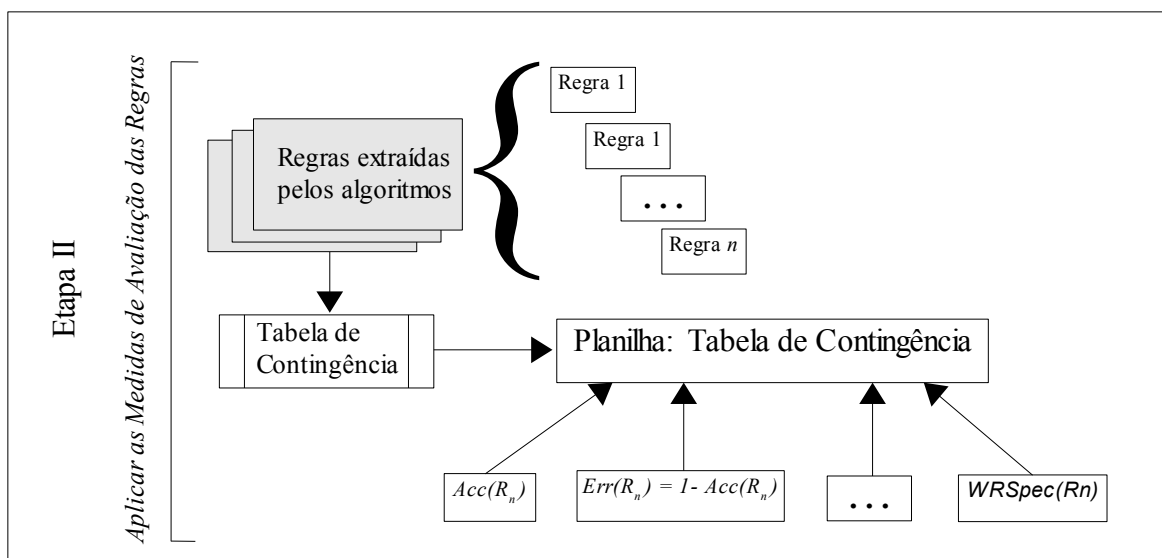 Etapa II
Aplicar as Medidas de Avaliação das Regras
Regras extraídas
pelos algoritmos
Regra 1
Regra 1
...
Regra n
Tabela de
Contingência
Planilha: Tabela de Contingência
Acc(Rn)
Err(Rn) = 1- Acc(Rn)
...
WRSpec(Rn)